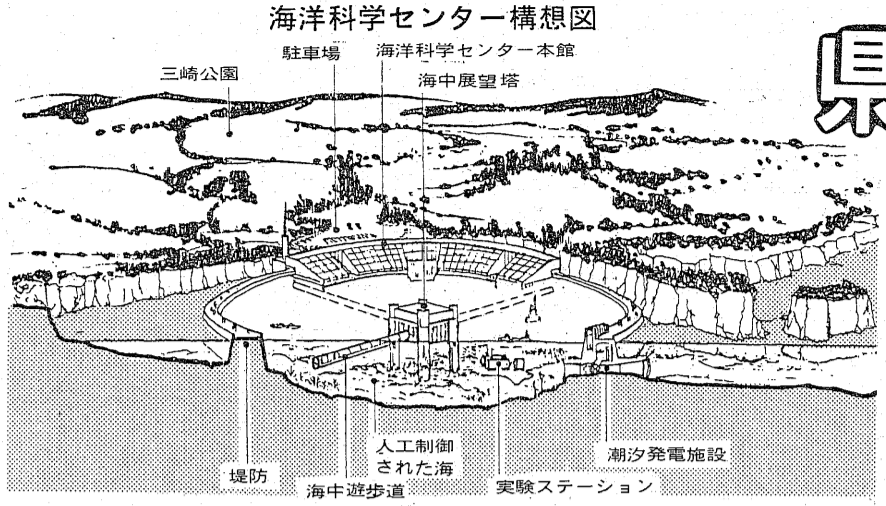 海洋科学センター構想図
県
駐車場
海洋科学センター本館
三崎公園
海中展望塔
人工制御
された海
潮汐発電施設
堤防
海中遊歩道
実験ステーション